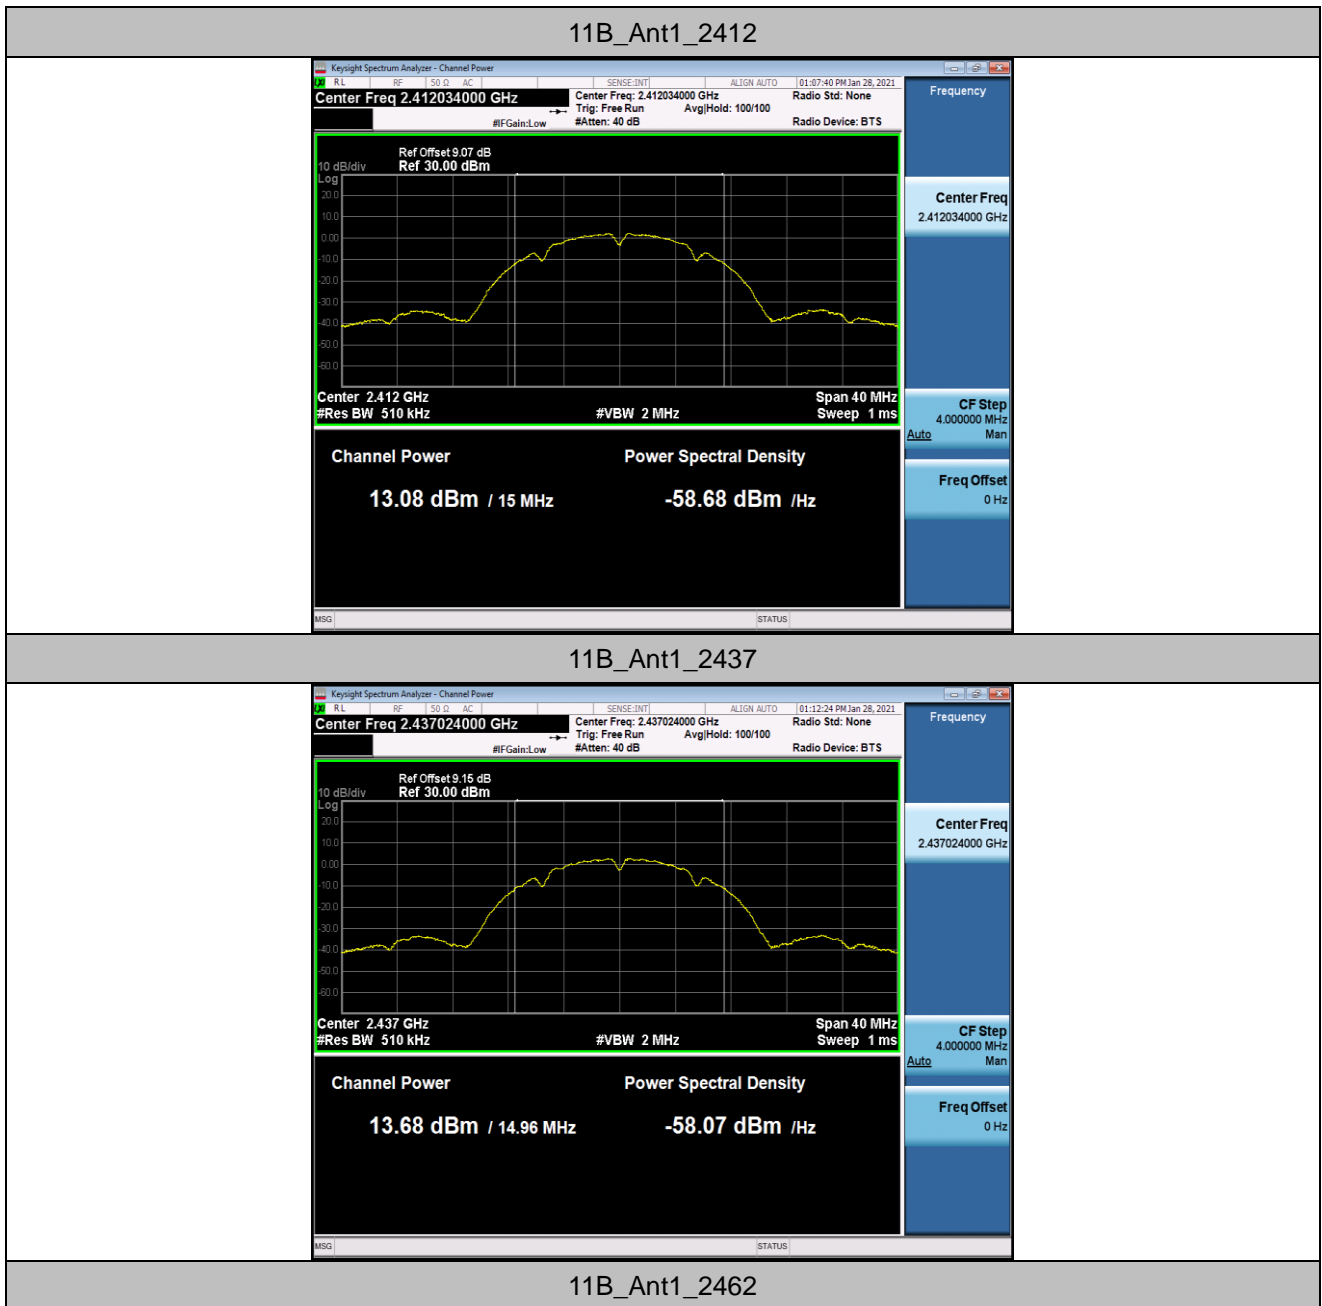 11B_Ant1_2412
Keysight Spectrum Analyzer - Channel Power
RL RF 50 Ω AC SENSE:INT ALIGN AUTO 01:07:40 PM Jan 28, 2021
Center Freq 2.412034000 GHz
Center Freq: 2.412034000 GHz Radio Std: None
Trig: Free Run Avg|Hold: 100/100
#IFGain:Low #Atten: 40 dB Radio Device: BTS
Frequency
Ref Offset 9.07 dB
10 dB/div Ref 30.00 dBm
Log
20.0
10.0
0.00
-10.0
-20.0
-30.0
-40.0
-50.0
-60.0
Center 2.412 GHz Span 40 MHz
#Res BW 510 kHz #VBW 2 MHz Sweep 1 ms
Channel Power Power Spectral Density
13.08 dBm / 15 MHz -58.68 dBm /Hz
Center Freq
2.412034000 GHz
CF Step
4.000000 MHz
Auto Man
Freq Offset
0 Hz
MSG STATUS
11B_Ant1_2437
Keysight Spectrum Analyzer - Channel Power
RL RF 50 Ω AC SENSE:INT ALIGN AUTO 01:12:24 PM Jan 28, 2021
Center Freq 2.437024000 GHz
Center Freq: 2.437024000 GHz Radio Std: None
Trig: Free Run Avg|Hold: 100/100
#IFGain:Low #Atten: 40 dB Radio Device: BTS
Frequency
Ref Offset 9.15 dB
10 dB/div Ref 30.00 dBm
Log
20.0
10.0
0.00
-10.0
-20.0
-30.0
-40.0
-50.0
-60.0
Center 2.437 GHz Span 40 MHz
#Res BW 510 kHz #VBW 2 MHz Sweep 1 ms
Channel Power Power Spectral Density
13.68 dBm / 14.96 MHz -58.07 dBm /Hz
Center Freq
2.437024000 GHz
CF Step
4.000000 MHz
Auto Man
Freq Offset
0 Hz
MSG STATUS
11B_Ant1_2462